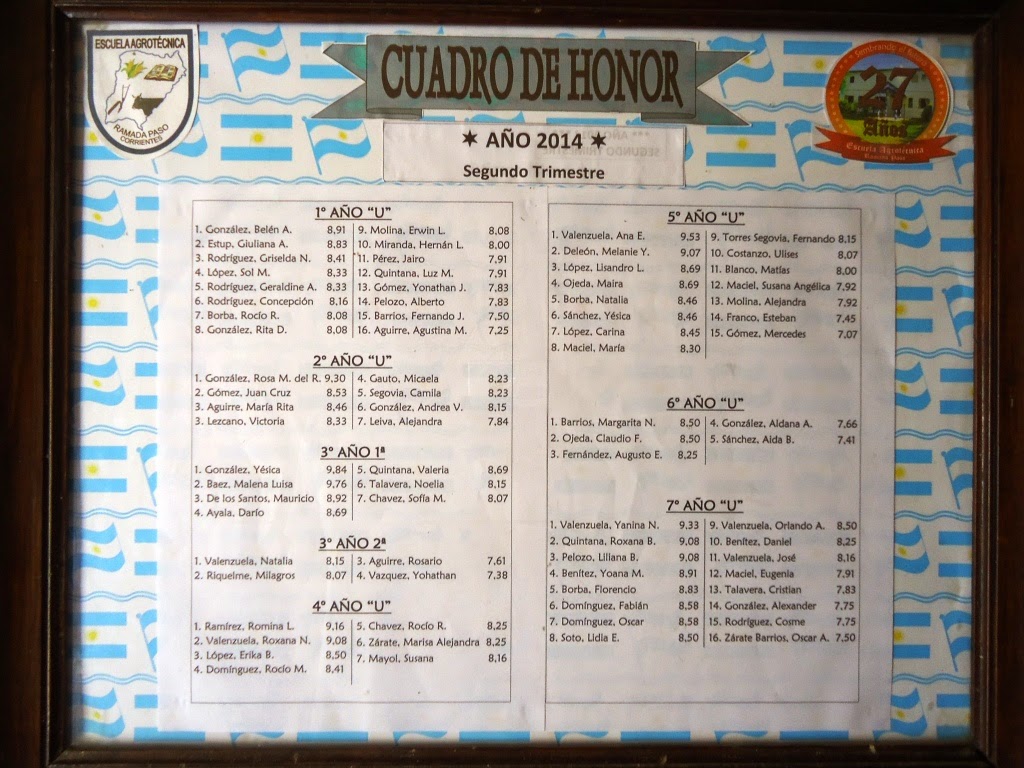 ESCUELA AGROTÉCNICA
RAMADA PASO
CORRIENTES
CUADRO DE HONOR
Sembrando el
27
Años
Escuela Agrotécnica
Ramada Paso
✶ AÑO 2014 ✶
Segundo Trimestre
1º AÑO “U”
1. González, Belén A. 8,91
2. Estup, Giuliana A. 8,83
3. Rodríguez, Griselda N. 8,41
4. López, Sol M. 8,33
5. Rodríguez, Geraldine A. 8,33
6. Rodríguez, Concepción 8,16
7. Borba, Rocío R. 8,08
8. González, Rita D. 8,08
9. Molina, Erwin L. 8,08
10. Miranda, Hernán L. 8,00
11. Pérez, Jairo 7,91
12. Quintana, Luz M. 7,91
13. Gómez, Yonathan J. 7,83
14. Pelozo, Alberto 7,83
15. Barrios, Fernando J. 7,50
16. Aguirre, Agustina M. 7,25
2º AÑO “U”
1. González, Rosa M. del R. 9,30
2. Gómez, Juan Cruz 8,53
3. Aguirre, María Rita 8,46
3. Lezcano, Victoria 8,33
4. Gauto, Micaela 8,23
5. Segovia, Camila 8,23
6. González, Andrea V. 8,15
7. Leiva, Alejandra 7,84
3º AÑO 1ª
1. González, Yésica 9,84
2. Baez, Malena Luisa 9,76
3. De los Santos, Mauricio 8,92
4. Ayala, Darío 8,69
5. Quintana, Valeria 8,69
6. Talavera, Noelia 8,15
7. Chavez, Sofía M. 8,07
3º AÑO 2ª
1. Valenzuela, Natalia 8,15
2. Riquelme, Milagros 8,07
3. Aguirre, Rosario 7,61
4. Vazquez, Yohathan 7,38
4º AÑO “U”
1. Ramírez, Romina L. 9,16
2. Valenzuela, Roxana N. 9,08
3. López, Erika B. 8,50
4. Domínguez, Rocío M. 8,41
5. Chavez, Rocío R. 8,25
6. Zárate, Marisa Alejandra 8,25
7. Mayol, Susana 8,16
5º AÑO “U”
1. Valenzuela, Ana E. 9,53
2. Deleón, Melanie Y. 9,07
3. López, Lisandro L. 8,69
4. Ojeda, Maira 8,69
5. Borba, Natalia 8,46
6. Sánchez, Yésica 8,46
7. López, Carina 8,45
8. Maciel, María 8,30
9. Torres Segovia, Fernando 8,15
10. Costanzo, Ulises 8,07
11. Blanco, Matías 8,00
12. Maciel, Susana Angélica 7,92
13. Molina, Alejandra 7,92
14. Franco, Esteban 7,45
15. Gómez, Mercedes 7,07
6º AÑO “U”
1. Barrios, Margarita N. 8,50
2. Ojeda, Claudio F. 8,50
3. Fernández, Augusto E. 8,25
4. González, Aldana A. 7,66
5. Sánchez, Aida B. 7,41
7º AÑO “U”
1. Valenzuela, Yanina N. 9,33
2. Quintana, Roxana B. 9,08
3. Pelozo, Liliana B. 9,08
4. Benítez, Yoana M. 8,91
5. Borba, Florencio 8,83
6. Domínguez, Fabián 8,58
7. Domínguez, Oscar 8,58
8. Soto, Lidia E. 8,50
9. Valenzuela, Orlando A. 8,50
10. Benítez, Daniel 8,25
11. Valenzuela, José 8,16
12. Maciel, Eugenia 7,91
13. Talavera, Cristian 7,83
14. González, Alexander 7,75
15. Rodríguez, Cosme 7,75
16. Zárate Barrios, Oscar A. 7,50